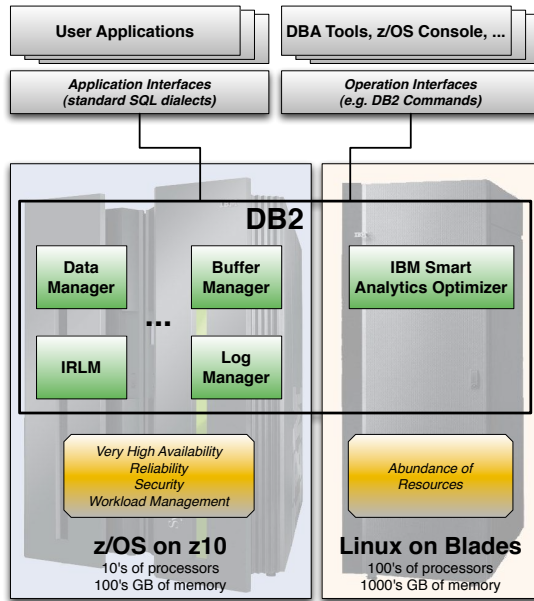 User Applications
DBA Tools, z/OS Console, ...
Application Interfaces
(standard SQL dialects)
Operation Interfaces
(e.g. DB2 Commands)
DB2
Data
Manager
Buffer
Manager
IBM Smart
Analytics Optimizer
...
IRLM
Log
Manager
Very High Availability
Reliability
Security
Workload Management
Abundance of
Resources
z/OS on z10
10's of processors
100's GB of memory
Linux on Blades
100's of processors
1000's GB of memory